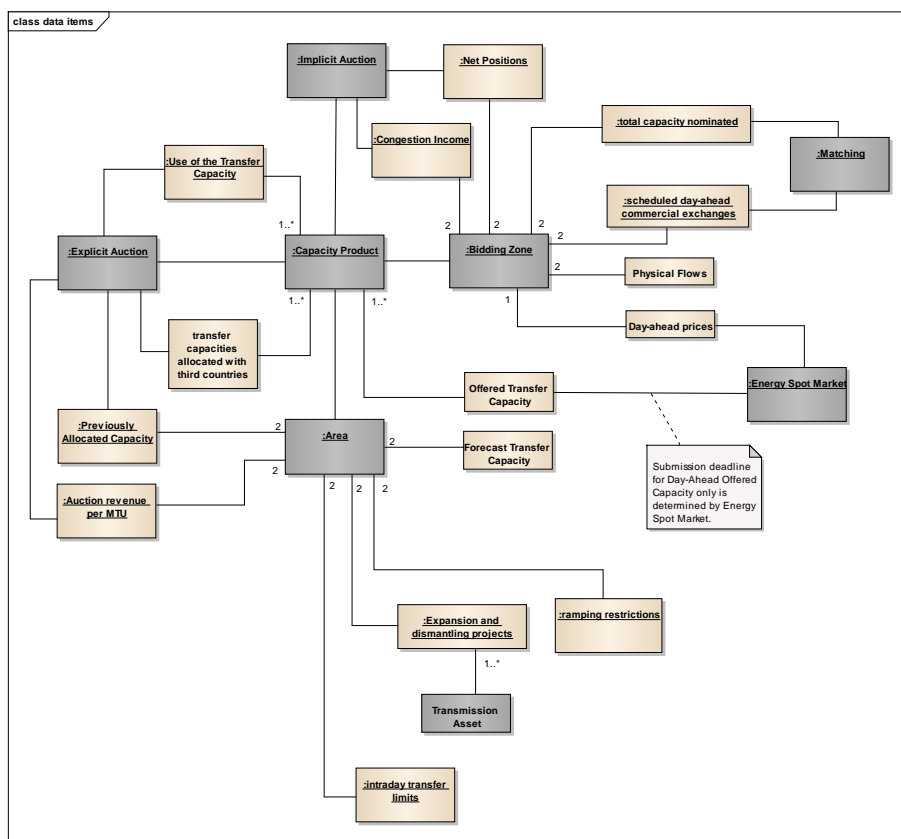 class data items
:Implicit Auction
:Net Positions
:Congestion Income
:total capacity nominated
:Matching
:Use of the Transfer
Capacity
:scheduled day-ahead
commercial exchanges
1..*
2
2
2
2
:Explicit Auction
:Capacity Product
:Bidding Zone
2
Physical Flows
1..*
1..*
1
Day-ahead prices
transfer
capacities
allocated with
third countries
Offered Transfer
Capacity
:Energy Spot Market
:Previously
Allocated Capacity
2
:Area
2
Forecast Transfer
Capacity
2
2
2
2
Submission deadline
for Day-Ahead Offered
Capacity only is
determined by Energy
Spot Market.
:Auction revenue
per MTU
:Expansion and
dismantling projects
:ramping restrictions
1..*
Transmission
Asset
:intraday transfer
limits